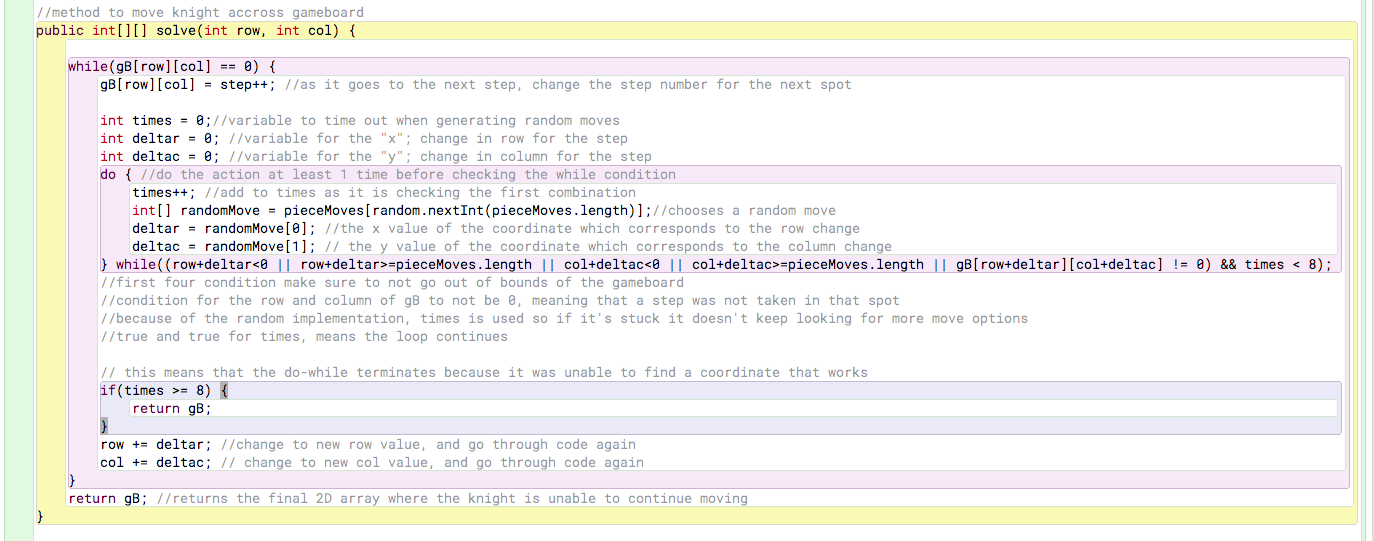 //method to move knight accross gameboard
public int[][] solve(int row, int col) {
while(gB[row][col] == 0) {
gB[row][col] = step++; //as it goes to the next step, change the step number for the next spot
int times = 0;//variable to time out when generating random moves
int deltar = 0; //variable for the "x"; change in row for the step
int deltac = 0; //variable for the "y"; change in column for the step
do { //do the action at least 1 time before checking the while condition
times++; //add to times as it is checking the first combination
int[] randomMove = pieceMoves[random.nextInt(pieceMoves.length)];//chooses a random move
deltar = randomMove[0]; //the x value of the coordinate which corresponds to the row change
deltac = randomMove[1]; // the y value of the coordinate which corresponds to the column change
} while((row+deltar<0 || row+deltar>=pieceMoves.length || col+deltac<0 || col+deltac>=pieceMoves.length || gB[row+deltar][col+deltac] != 0) && times < 8);
//first four condition make sure to not go out of bounds of the gameboard
//condition for the row and column of gB to not be 0, meaning that a step was not taken in that spot
//because of the random implementation, times is used so if it's stuck it doesn't keep looking for more move options
//true and true for times, means the loop continues
// this means that the do-while terminates because it was unable to find a coordinate that works
if(times >= 8) {
return gB;
}
row += deltar; //change to new row value, and go through code again
col += deltac; // change to new col value, and go through code again
}
return gB; //returns the final 2D array where the knight is unable to continue moving
}